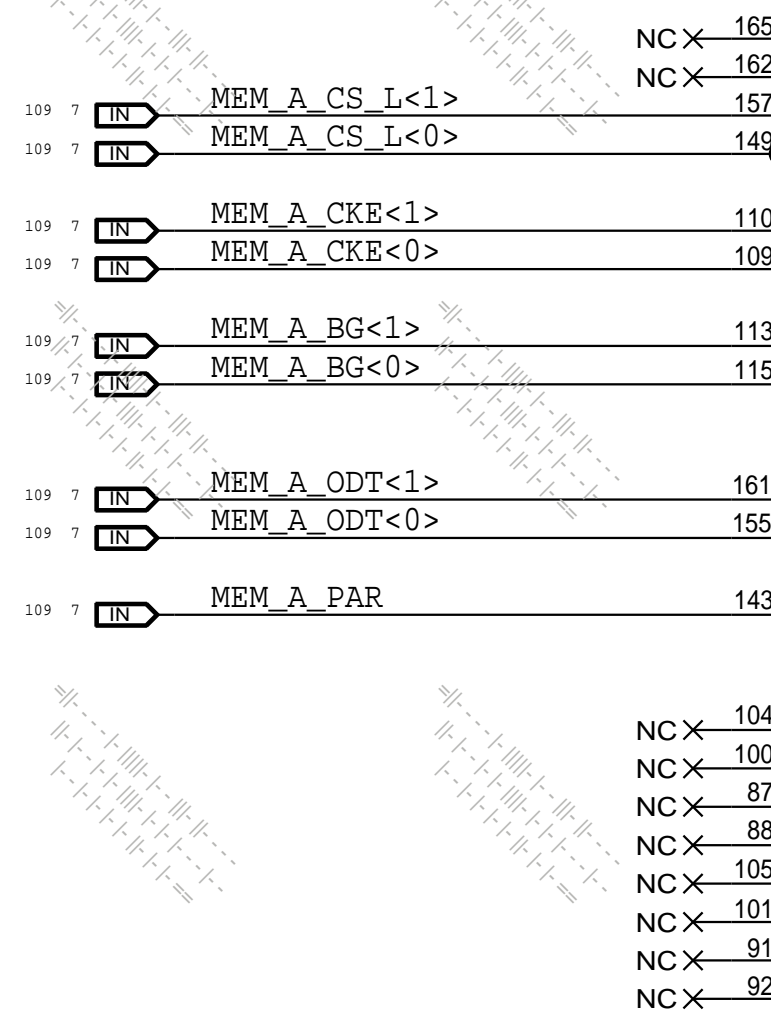 NC 165
NC 162
109 7 IN MEM_A_CS_L<1> 157
109 7 IN MEM_A_CS_L<0> 149
109 7 IN MEM_A_CKE<1> 110
109 7 IN MEM_A_CKE<0> 109
109 7 IN MEM_A_BG<1> 113
109 7 IN MEM_A_BG<0> 115
109 7 IN MEM_A_ODT<1> 161
109 7 IN MEM_A_ODT<0> 155
109 7 IN MEM_A_PAR 143
NC 104
NC 100
NC 87
NC 88
NC 105
NC 101
NC 91
NC 92